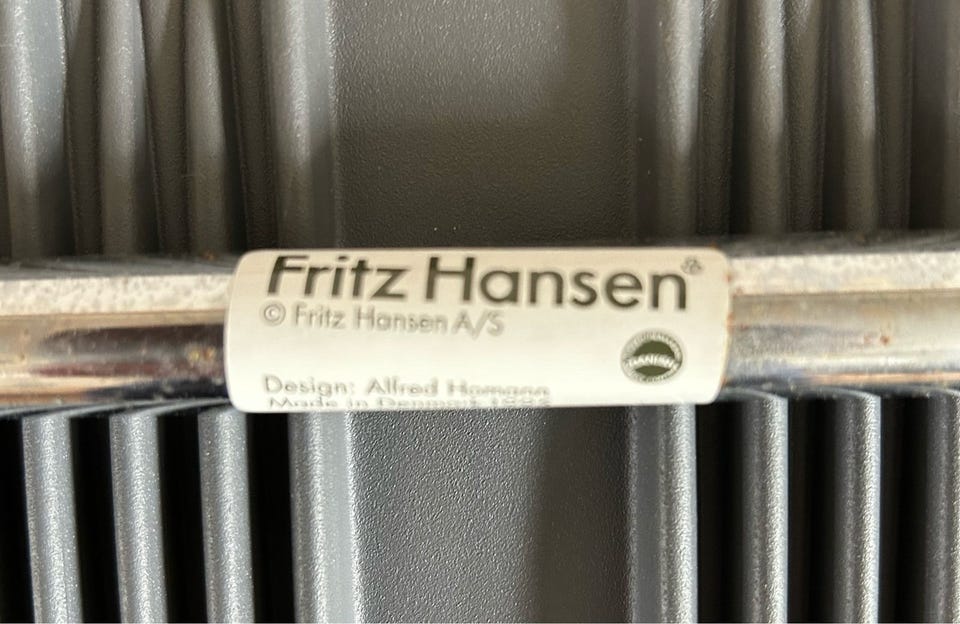 Fritz Hansen®
© Fritz Hansen A/S
Design: Alfred Homann
Made in Denmark